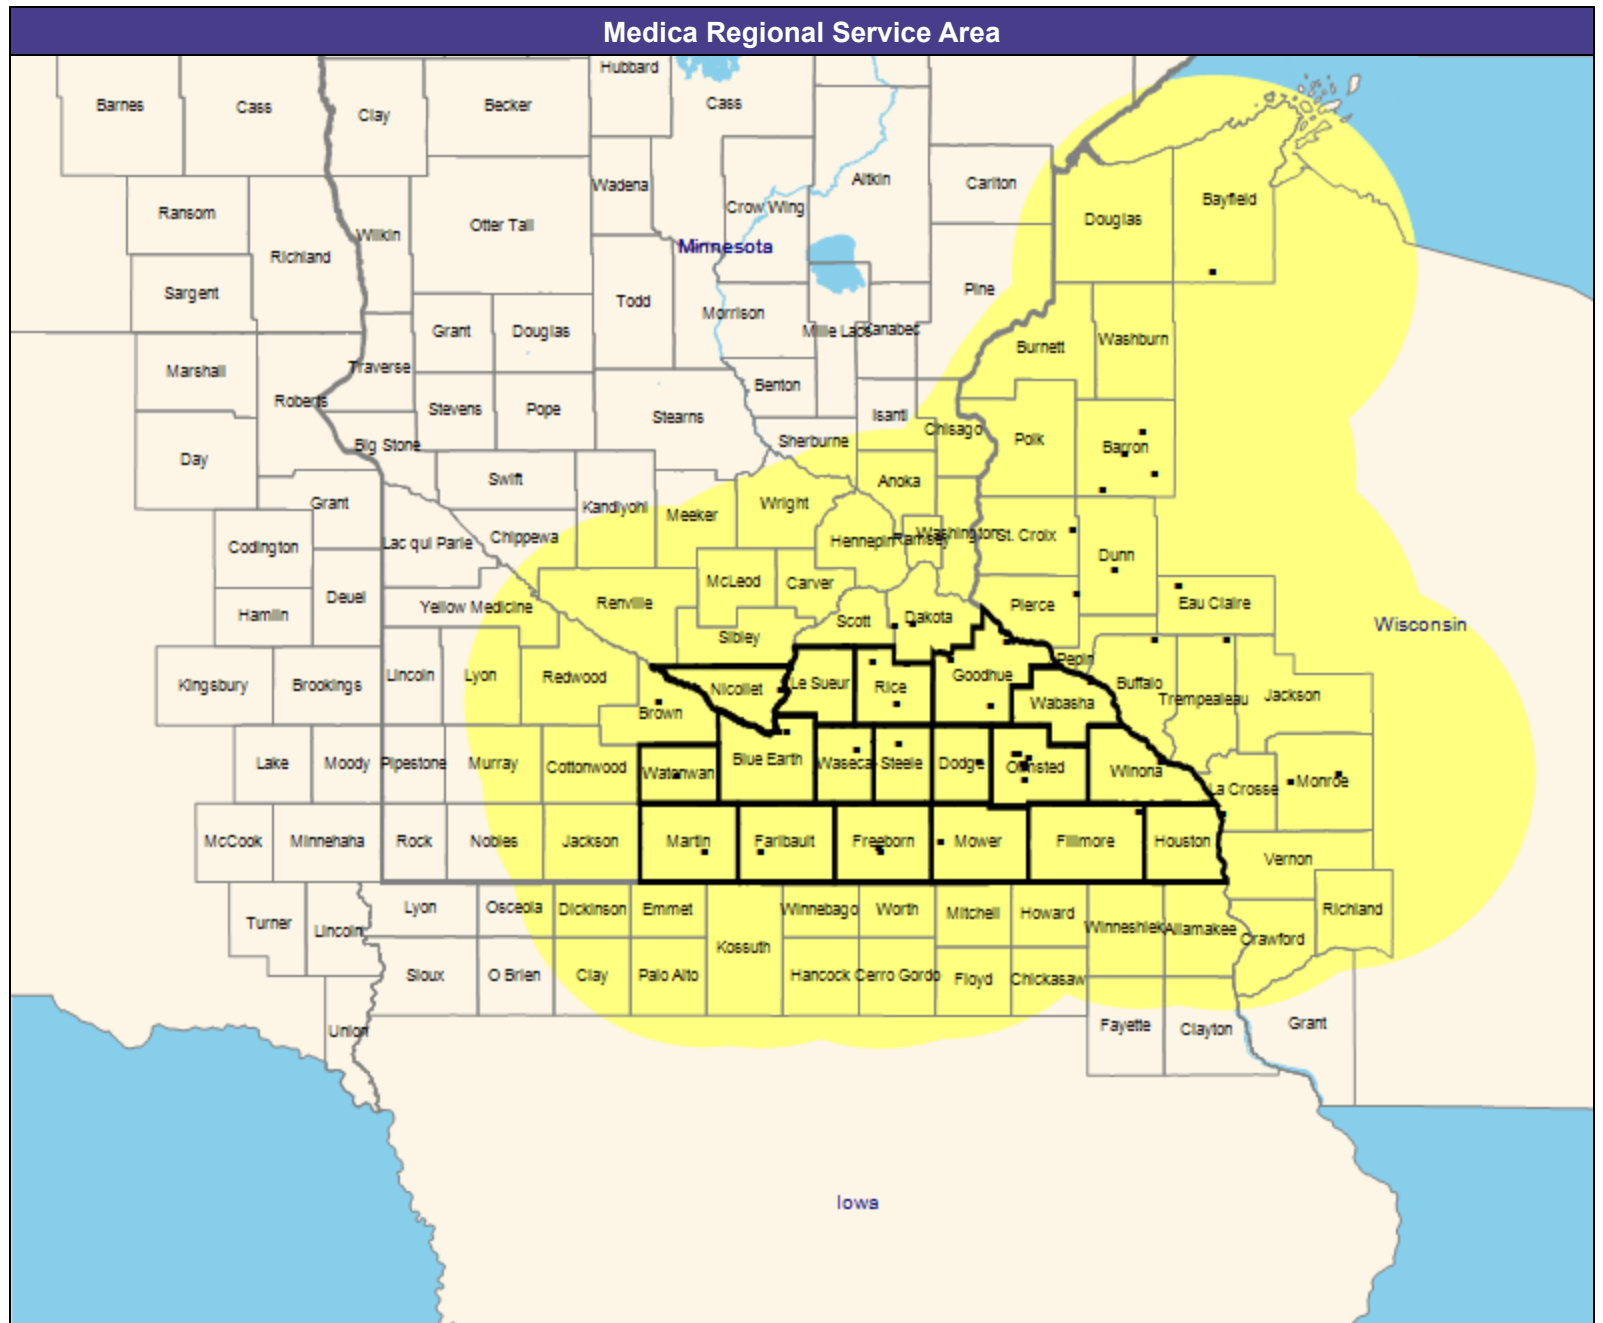 Medica Regional Service Area
Hubbard
Barnes
Cass
Clay
Becker
Cass
Wadena
Aitkin
Carlton
Ransom
Crow Wing
Bayfield
Otter Tail
Douglas
Wilkin
Minnesota
Richland
Sargent
Todd
Pine
Morrison
Grant
Douglas
Mille Lacs
Kanabec
Washburn
Burnett
Marshall
Traverse
Benton
Roberts
Stevens
Pope
Stearns
Isanti
Chisago
Polk
Big Stone
Sherburne
Barron
Day
Swift
Anoka
Grant
Kandiyohi
Meeker
Wright
Codington
Lac qui Parle
Chippewa
Hennepin
Ramsey
Washington
St. Croix
Dunn
Deuel
McLeod
Carver
Hamlin
Yellow Medicine
Renville
Pierce
Eau Claire
Scott
Dakota
Sibley
Wisconsin
Pepin
Kingsbury
Brookings
Lincoln
Lyon
Redwood
Nicollet
Le Sueur
Rice
Goodhue
Buffalo
Trempealeau
Jackson
Wabasha
Brown
Lake
Moody
Pipestone
Murray
Cottonwood
Watonwan
Blue Earth
Waseca
Steele
Dodge
Olmsted
Winona
La Crosse
Monroe
McCook
Minnehaha
Rock
Nobles
Jackson
Martin
Faribault
Freeborn
Mower
Fillmore
Houston
Vernon
Turner
Lincoln
Lyon
Osceola
Dickinson
Emmet
Kossuth
Winnebago
Worth
Mitchell
Howard
Winneshiek
Allamakee
Crawford
Richland
Sioux
O Brien
Clay
Palo Alto
Hancock
Cerro Gordo
Floyd
Chickasaw
Union
Fayette
Clayton
Grant
Iowa